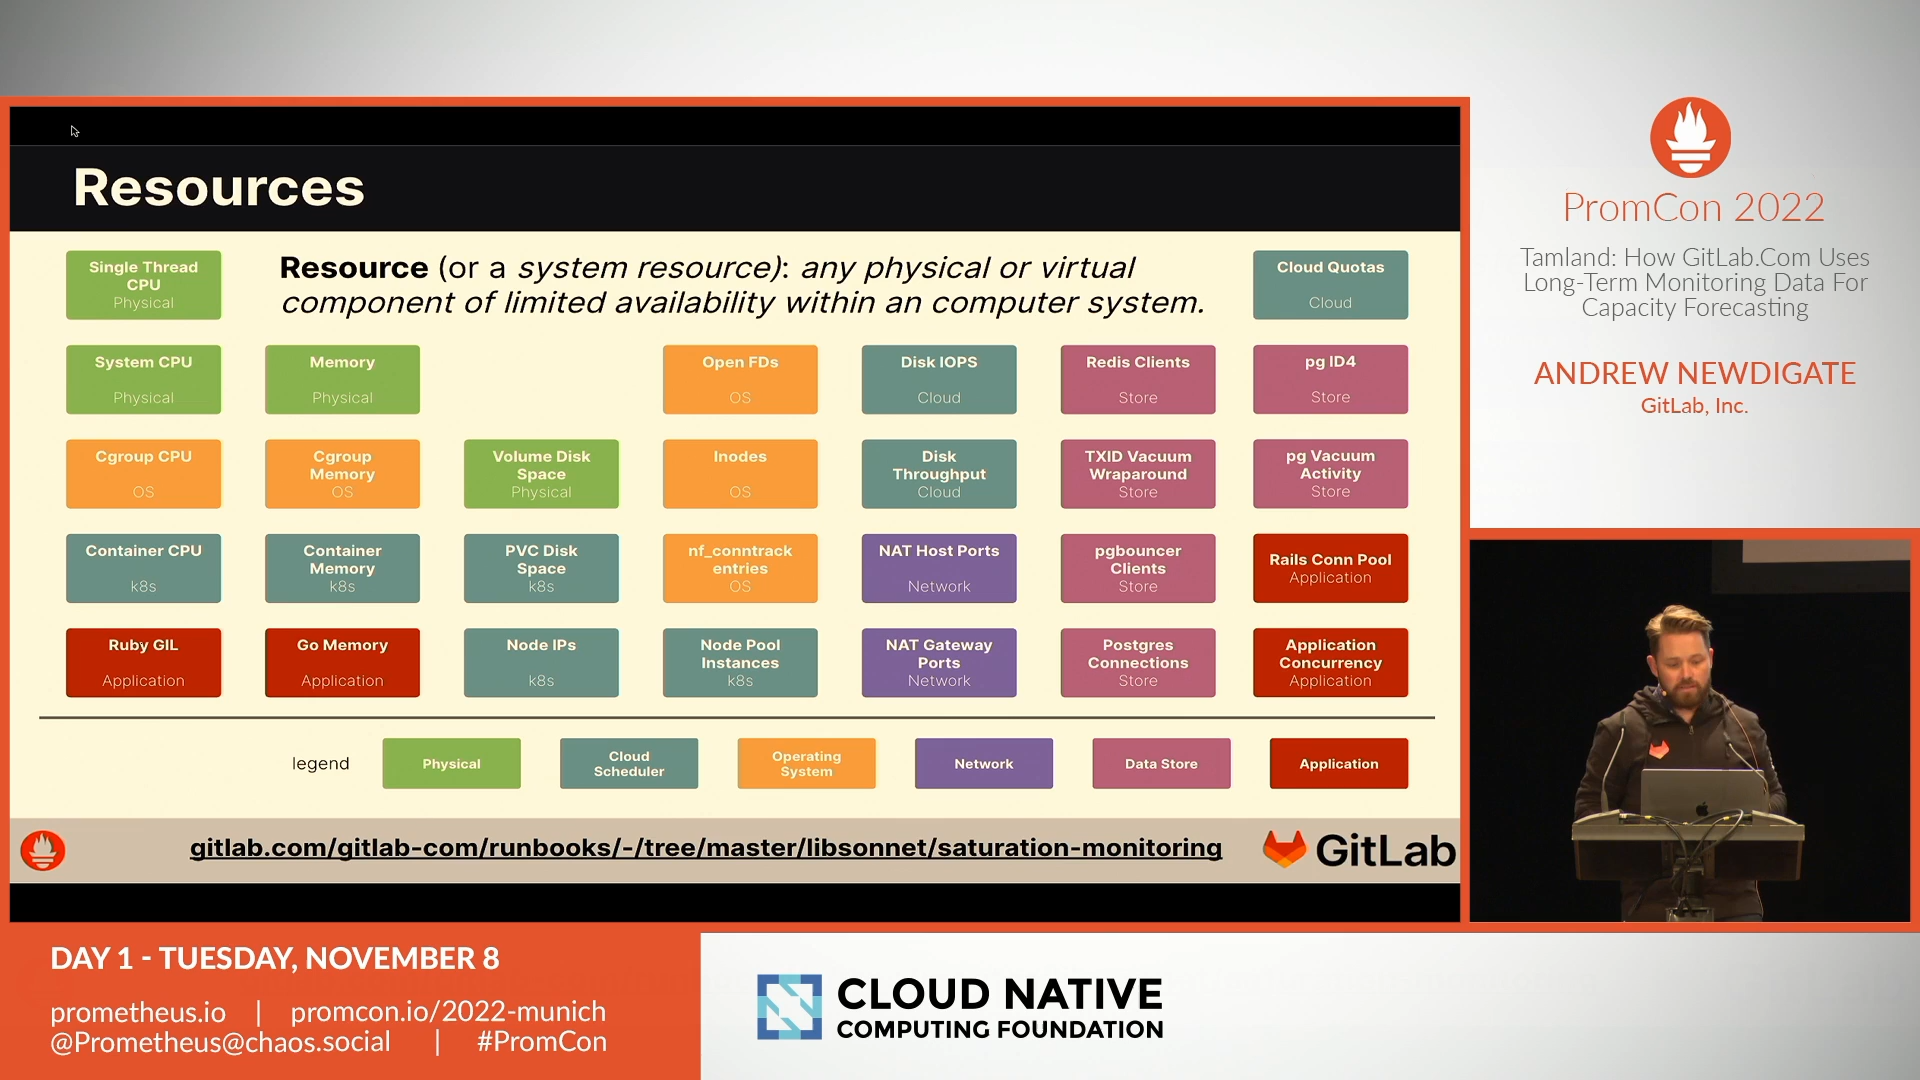 Resources
Single Thread
CPU
Physical
Resource (or a system resource): any physical or virtual
component of limited availability within an computer system.
Cloud Quotas
Cloud
System CPU
Physical
Memory
Physical
Open FDs
OS
Disk IOPS
Cloud
Redis Clients
Store
pg ID4
Store
Cgroup CPU
OS
Cgroup
Memory
OS
Volume Disk
Space
Physical
Inodes
OS
Disk
Throughput
Cloud
TXID Vacuum
Wraparound
Store
pg Vacuum
Activity
Store
Container CPU
k8s
Container
Memory
k8s
PVC Disk
Space
k8s
nf_conntrack
entries
OS
NAT Host Ports
Network
pgbouncer
Clients
Store
Rails Conn Pool
Application
Ruby GIL
Application
Go Memory
Application
Node IPs
k8s
Node Pool
Instances
k8s
NAT Gateway
Ports
Network
Postgres
Connections
Store
Application
Concurrency
Application
legend
Physical
Cloud
Scheduler
Operating
System
Network
Data Store
Application
gitlab.com/gitlab-com/runbooks/-/tree/master/libsonnet/saturation-monitoring
GitLab
PromCon 2022
Tamland: How GitLab.Com Uses
Long-Term Monitoring Data For
Capacity Forecasting
ANDREW NEWDIGATE
GitLab, Inc.
DAY 1 - TUESDAY, NOVEMBER 8
prometheus.io | promcon.io/2022-munich
@Prometheus@chaos.social | #PromCon
CLOUD NATIVE
COMPUTING FOUNDATION